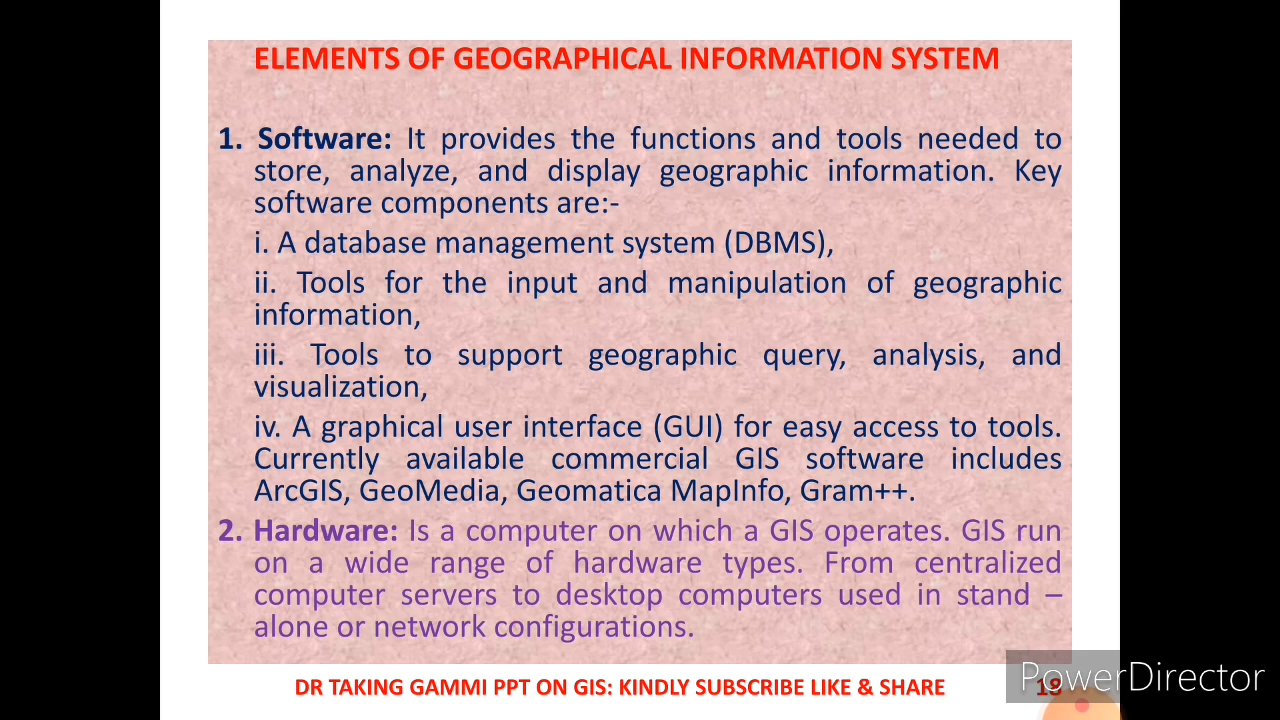 ELEMENTS OF GEOGRAPHICAL INFORMATION SYSTEM
1. Software: It provides the functions and tools needed to
store, analyze, and display geographic information. Key
software components are:-
i. A database management system (DBMS),
ii. Tools for the input and manipulation of geographic
information,
iii. Tools to support geographic query, analysis, and
visualization,
iv. A graphical user interface (GUI) for easy access to tools.
Currently available commercial GIS software includes
ArcGIS, GeoMedia, Geomatica MapInfo, Gram++.
2. Hardware: Is a computer on which a GIS operates. GIS run
on a wide range of hardware types. From centralized
computer servers to desktop computers used in stand –
alone or network configurations.
DR TAKING GAMMI PPT ON GIS: KINDLY SUBSCRIBE LIKE & SHARE
18
PowerDirector